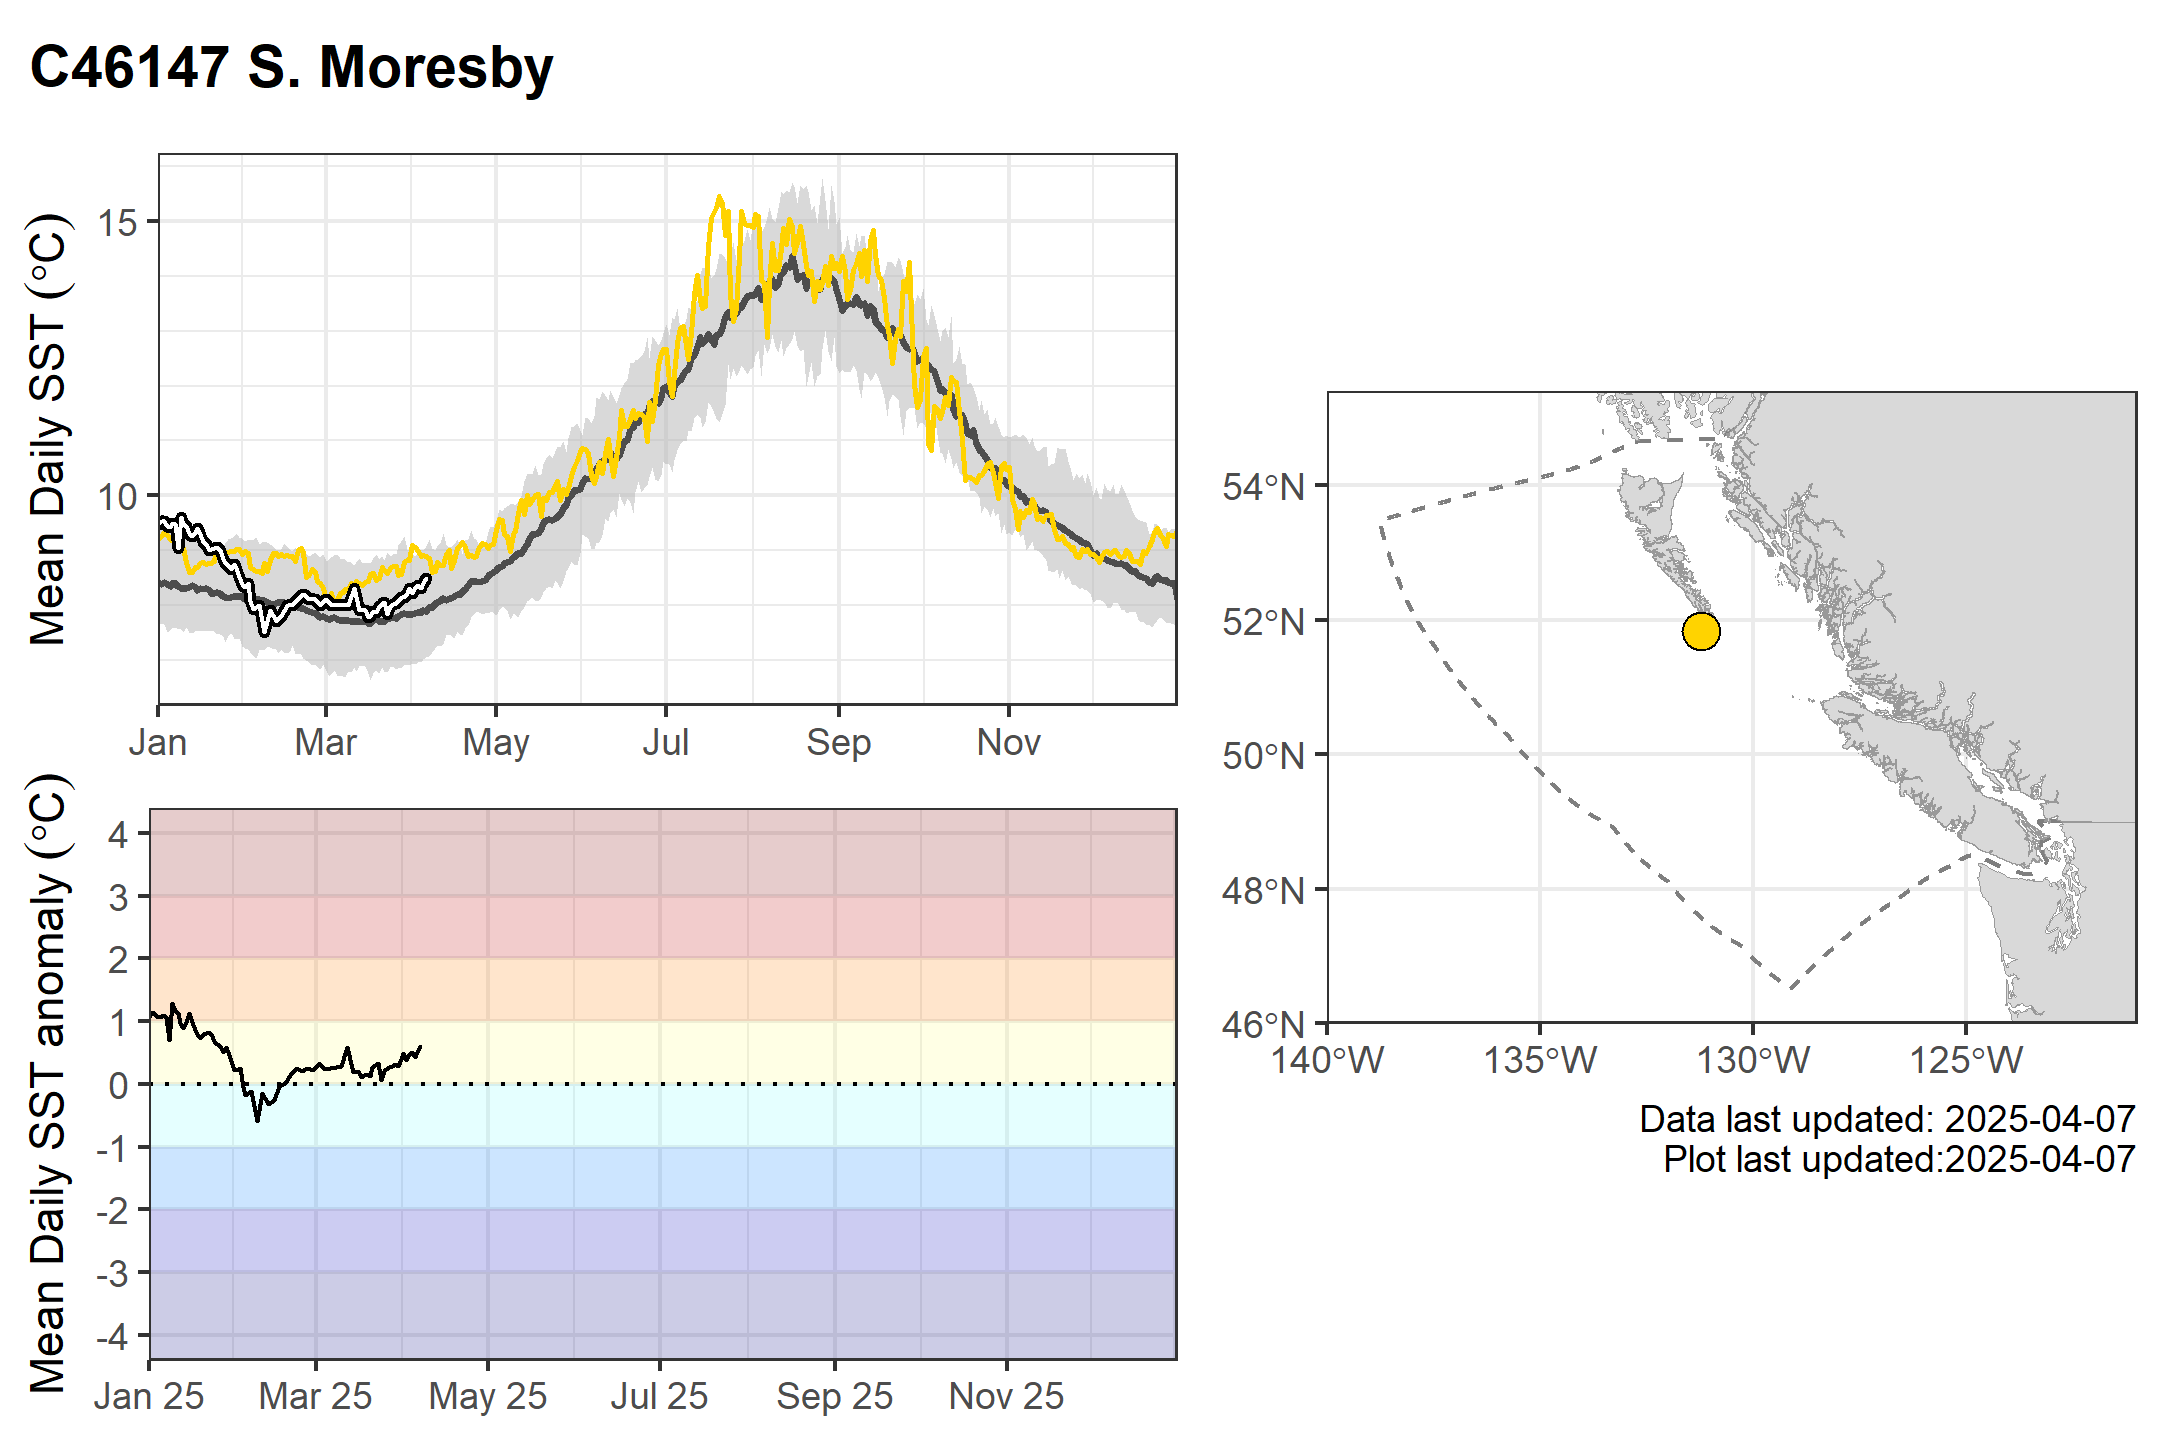 C46147 S. Moresby
Mean Daily SST (°C)
15
10
Jan Mar May Jul Sep Nov
Mean Daily SST anomaly (°C)
4
3
2
1
0
-1
-2
-3
-4
Jan 25 Mar 25 May 25 Jul 25 Sep 25 Nov 25
54°N
52°N
50°N
48°N
46°N
140°W 135°W 130°W 125°W
Data last updated: 2025-04-07
Plot last updated:2025-04-07